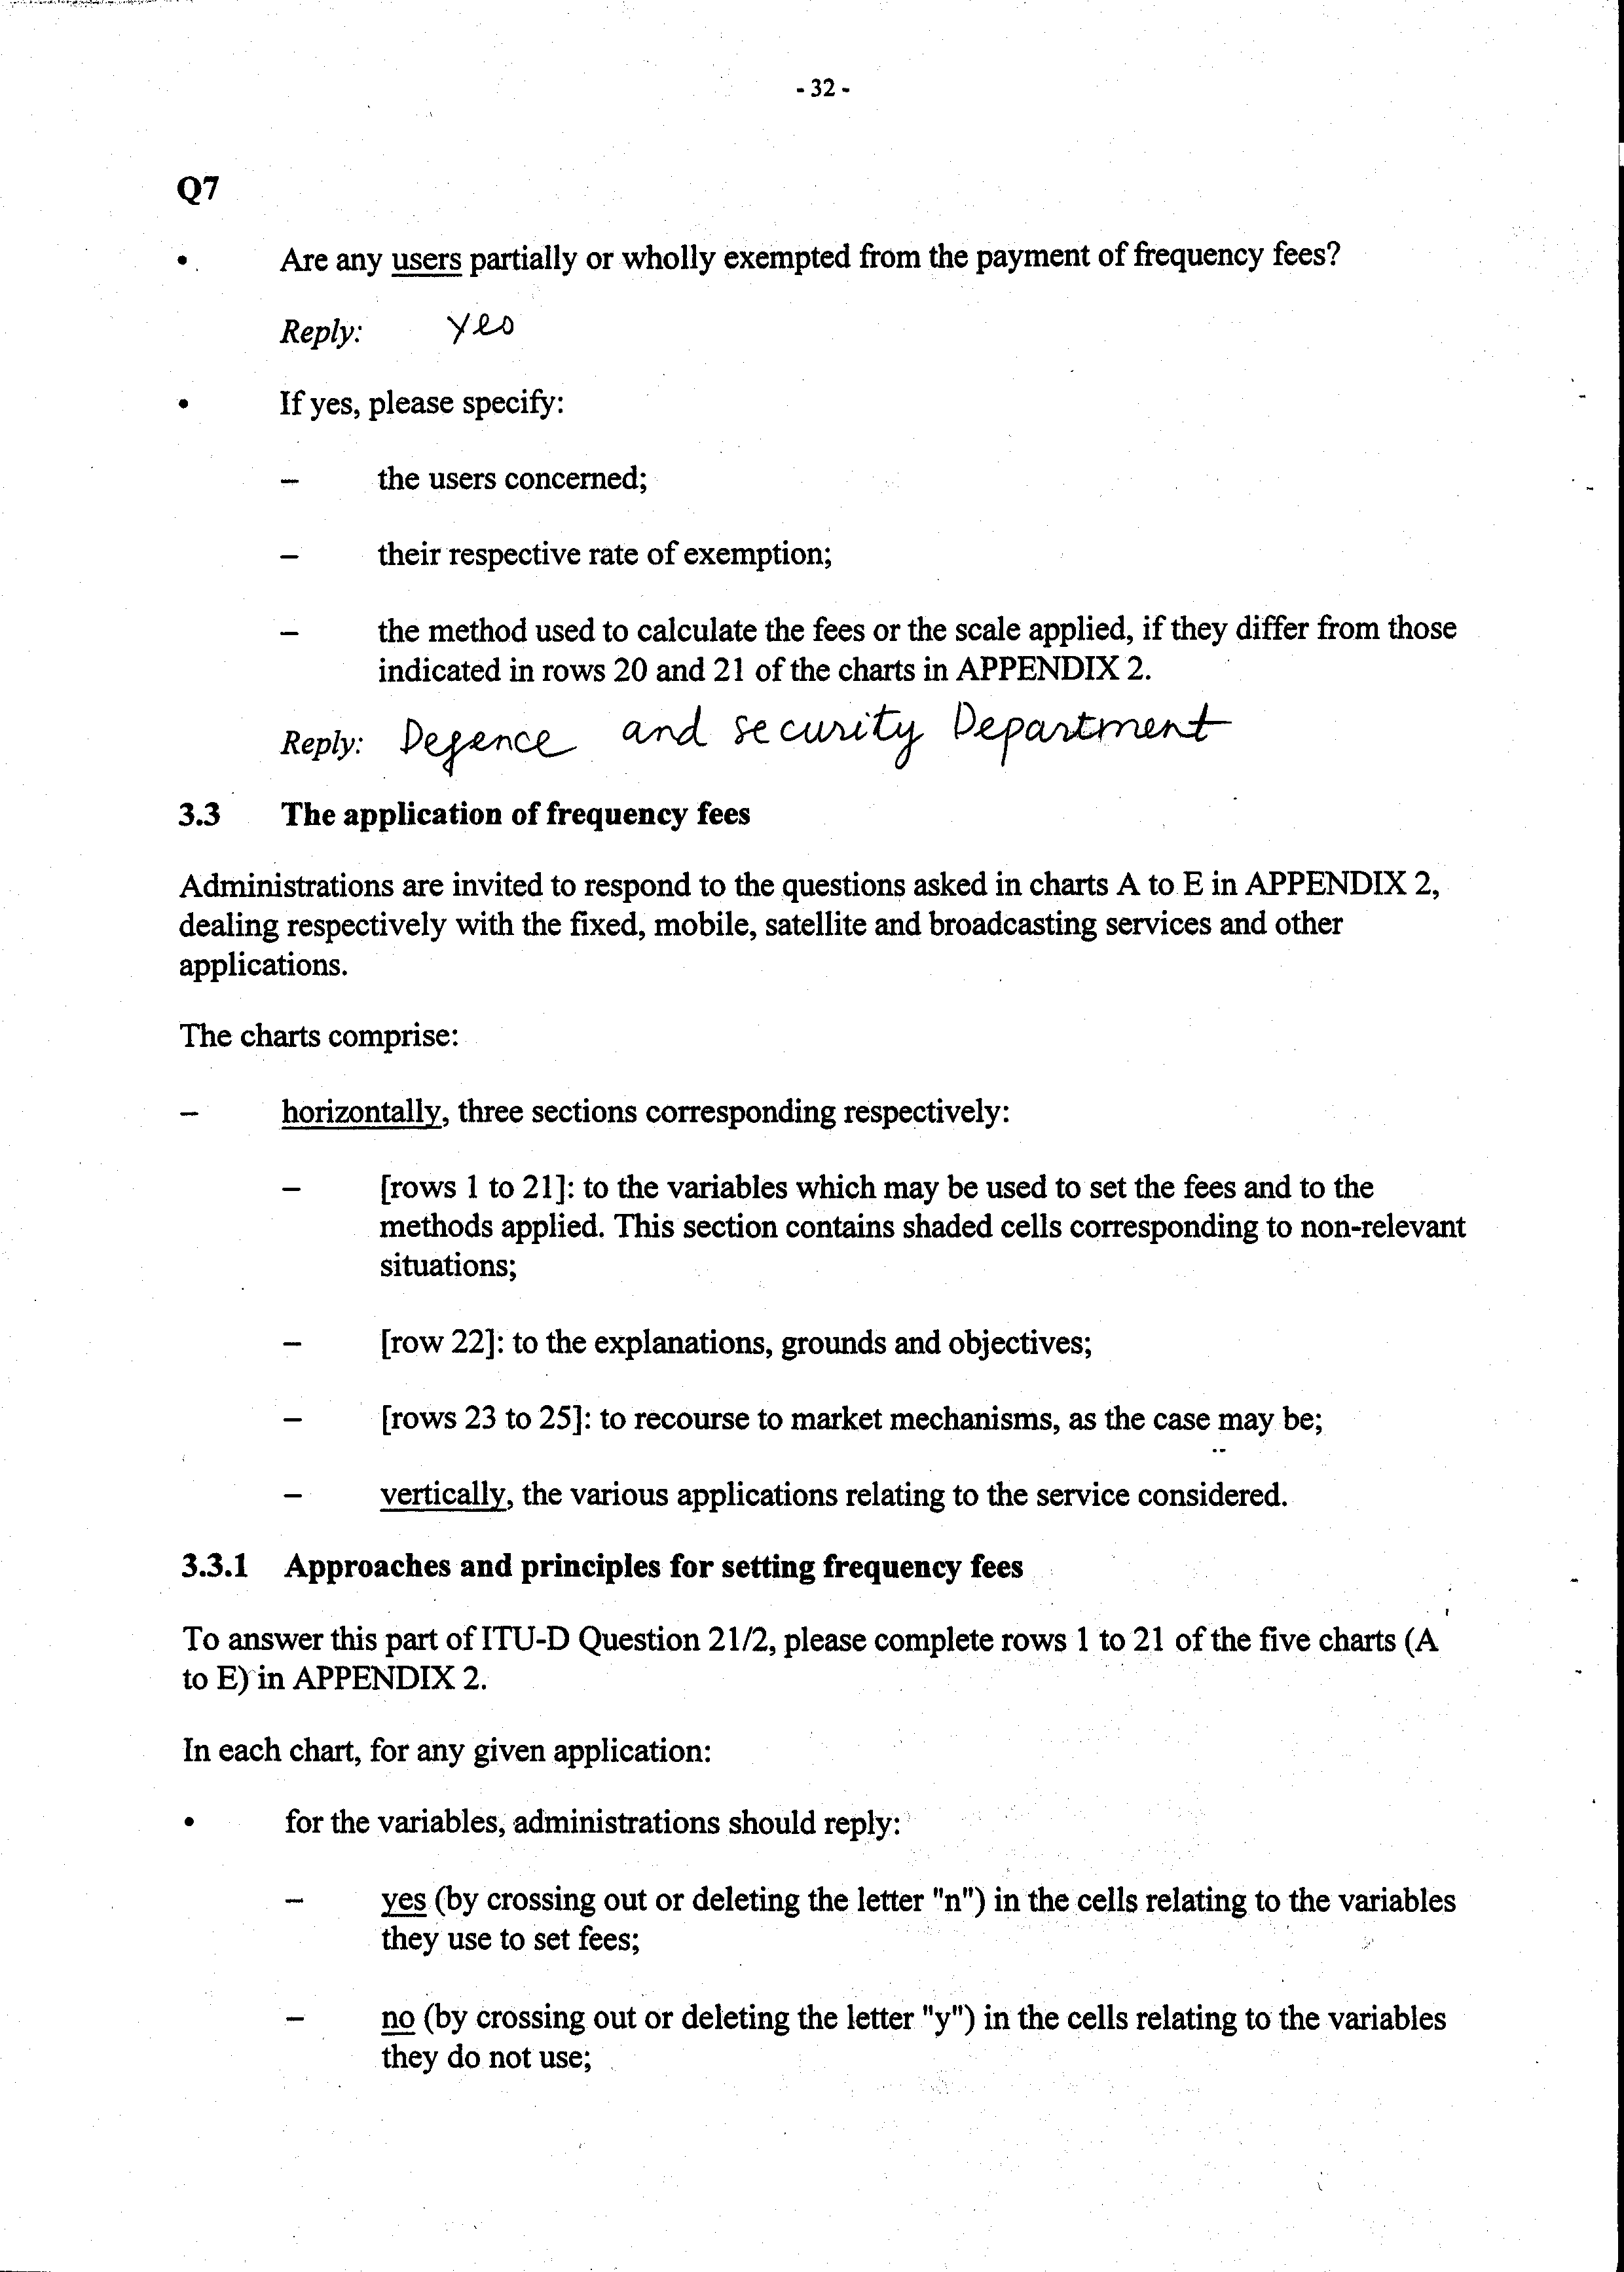 - 32 -
Q7
• Are any users partially or wholly exempted from the payment of frequency fees?
Reply: yes
• If yes, please specify:
– the users concerned;
– their respective rate of exemption;
– the method used to calculate the fees or the scale applied, if they differ from those
indicated in rows 20 and 21 of the charts in APPENDIX 2.
Reply: Defence and security Department
3.3 The application of frequency fees
Administrations are invited to respond to the questions asked in charts A to E in APPENDIX 2,
dealing respectively with the fixed, mobile, satellite and broadcasting services and other
applications.
The charts comprise:
– horizontally, three sections corresponding respectively:
– [rows 1 to 21]: to the variables which may be used to set the fees and to the
methods applied. This section contains shaded cells corresponding to non-relevant
situations;
– [row 22]: to the explanations, grounds and objectives;
– [rows 23 to 25]: to recourse to market mechanisms, as the case may be;
– vertically, the various applications relating to the service considered.
3.3.1 Approaches and principles for setting frequency fees
To answer this part of ITU-D Question 21/2, please complete rows 1 to 21 of the five charts (A
to E) in APPENDIX 2.
In each chart, for any given application:
• for the variables, administrations should reply:
– yes (by crossing out or deleting the letter "n") in the cells relating to the variables
they use to set fees;
– no (by crossing out or deleting the letter "y") in the cells relating to the variables
they do not use;